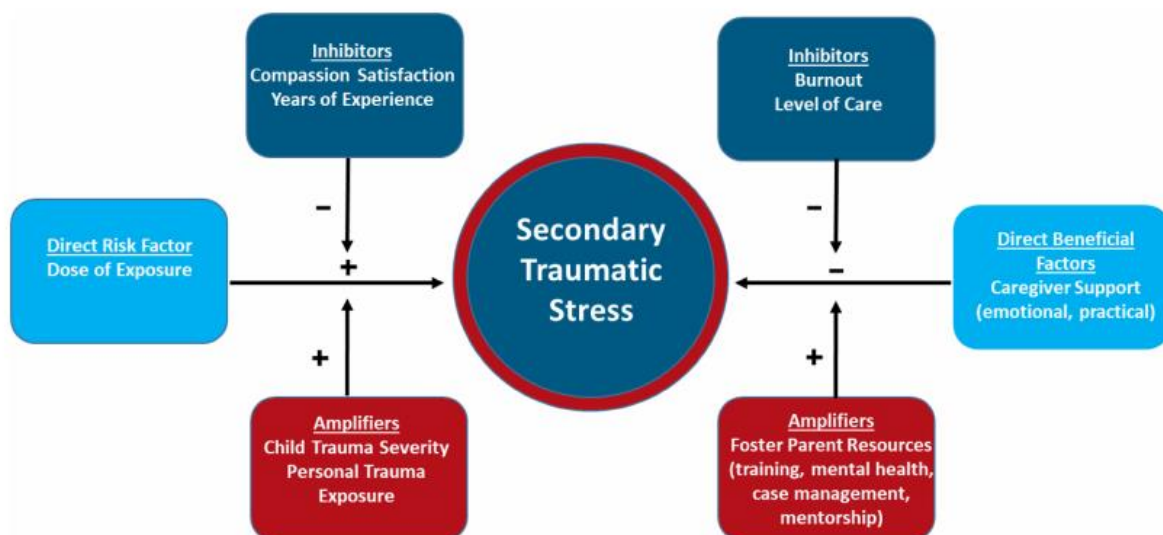 Inhibitors
Compassion Satisfaction
Years of Experience
Inhibitors
Burnout
Level of Care
–
–
Direct Risk Factor
Dose of Exposure
+
Secondary
Traumatic
Stress
–
Direct Beneficial
Factors
Caregiver Support
(emotional, practical)
+
+
Amplifiers
Child Trauma Severity
Personal Trauma
Exposure
Amplifiers
Foster Parent Resources
(training, mental health,
case management,
mentorship)